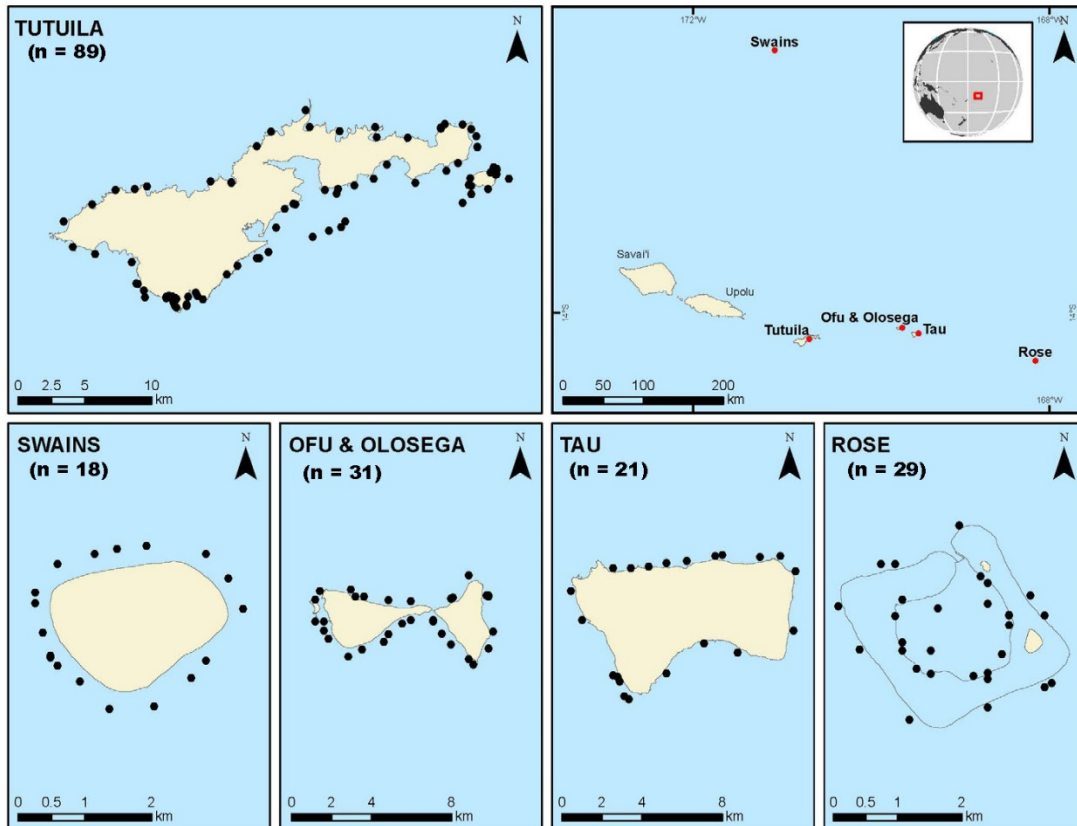 TUTUILA
(n = 89)
N
0 2.5 5 10
km
172°W
168°W
Swains
Savai'i
Upolu
14°S
14°S
Ofu & Olosega
Tutuila
Tau
Rose
0 50 100 200
km
168°W
SWAINS
(n = 18)
N
0 0.5 1 2
km
OFU & OLOSEGA
(n = 31)
N
0 2 4 8
km
TAU
(n = 21)
N
0 2 4 8
km
ROSE
(n = 29)
N
0 0.5 1 2
km